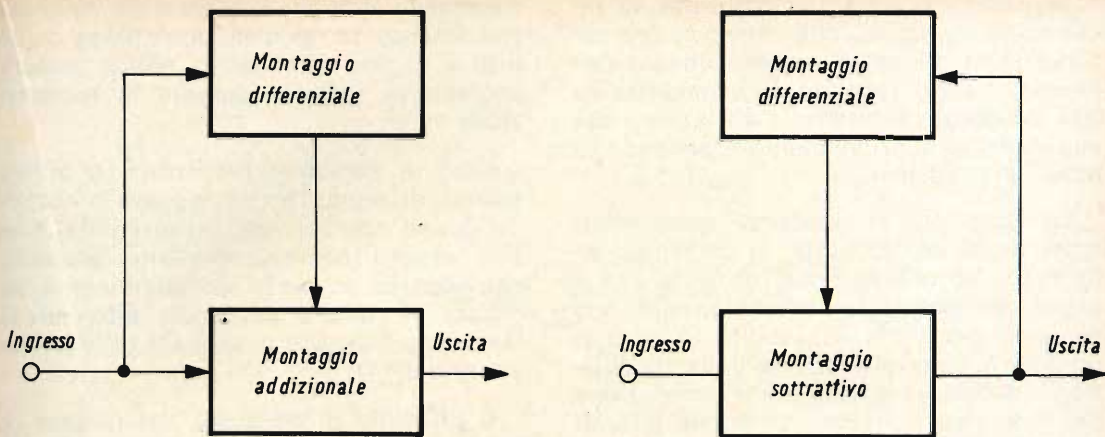 Montaggio
differenziale
Ingresso
Montaggio
addizionale
Uscita
Montaggio
differenziale
Ingresso
Montaggio
sottrattivo
Uscita